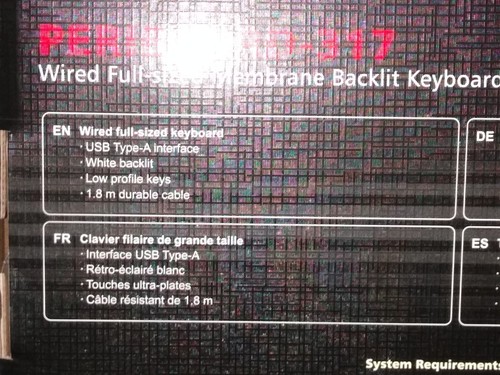 317
Wired Full-sized Membrane Backlit Keyboard
EN Wired full-sized keyboard
· USB Type-A interface
· White backlit
· Low profile keys
· 1.8 m durable cable
DE
FR Clavier filaire de grande taille
· Interface USB Type-A
· Rétro-éclairé blanc
· Touches ultra-plates
· Câble résistant de 1,8 m
ES
System Requirements